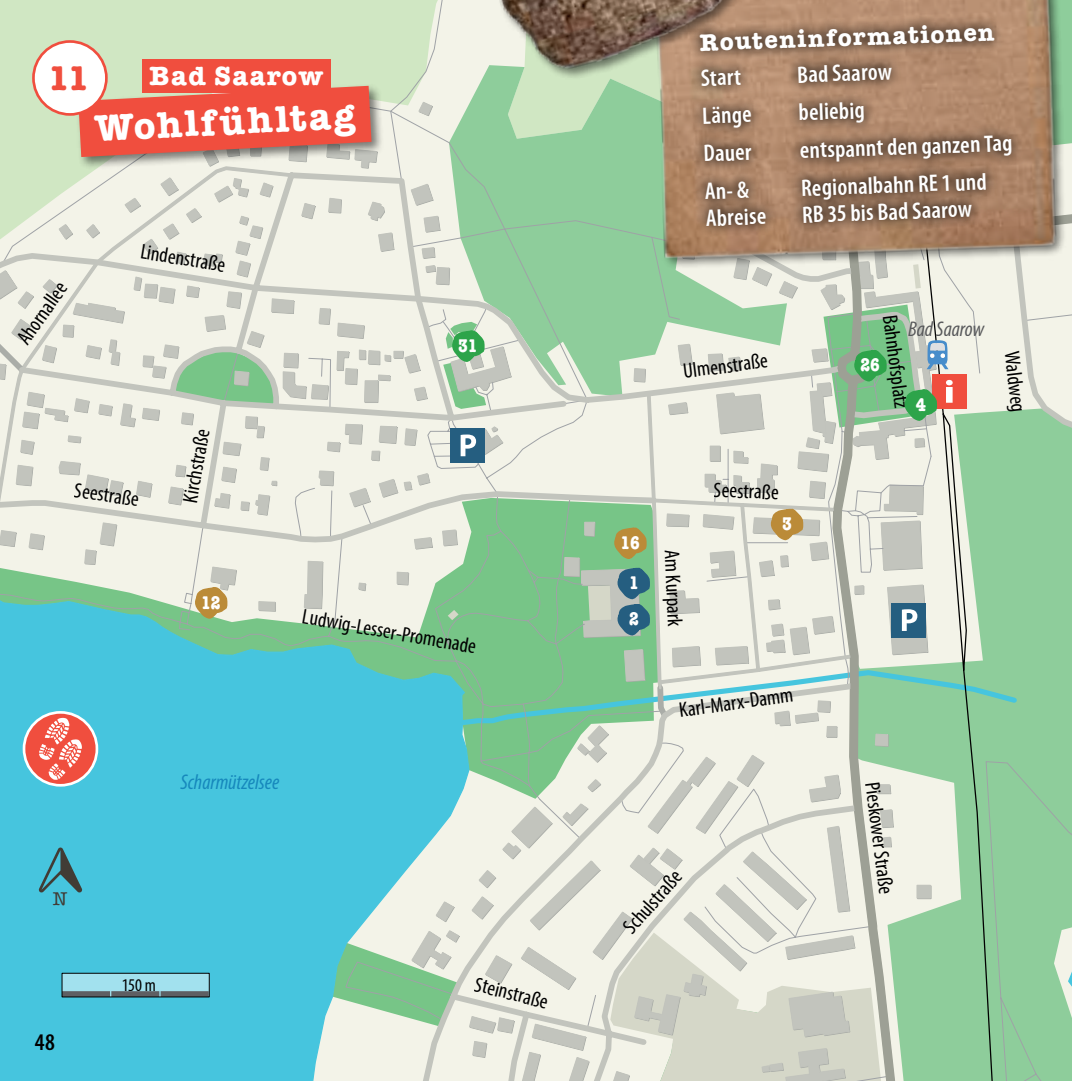 11
Bad Saarow
Wohlfühltag
Routeninformationen
Start Bad Saarow
Länge beliebig
Dauer entspannt den ganzen Tag
An- & Regionalbahn RE 1 und
Abreise RB 35 bis Bad Saarow
Lindenstraße
Ahornallee
31
Ulmenstraße
Bahnhofsplatz
Bad Saarow
26
4
i
Waldweg
P
Kirchstraße
Seestraße
Seestraße
3
16
1
2
Am Kurpark
12
Ludwig-Lesser-Promenade
P
Karl-Marx-Damm
Scharmützelsee
Pieskower Straße
Schulstraße
Steinstraße
N
150 m
48